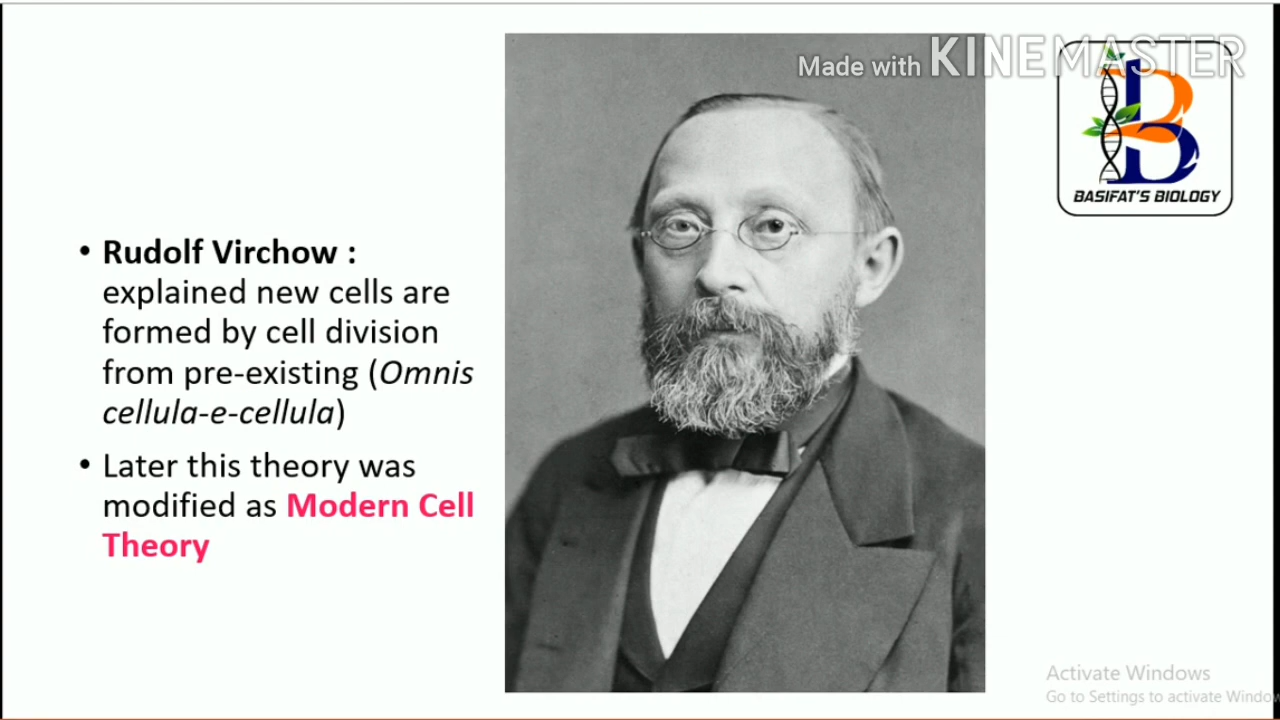 Made with KINEMASTER
BASIFAT'S BIOLOGY
• Rudolf Virchow :
explained new cells are
formed by cell division
from pre-existing (Omnis
cellula-e-cellula)
• Later this theory was
modified as Modern Cell
Theory
Activate Windows
Go to Settings to activate Window